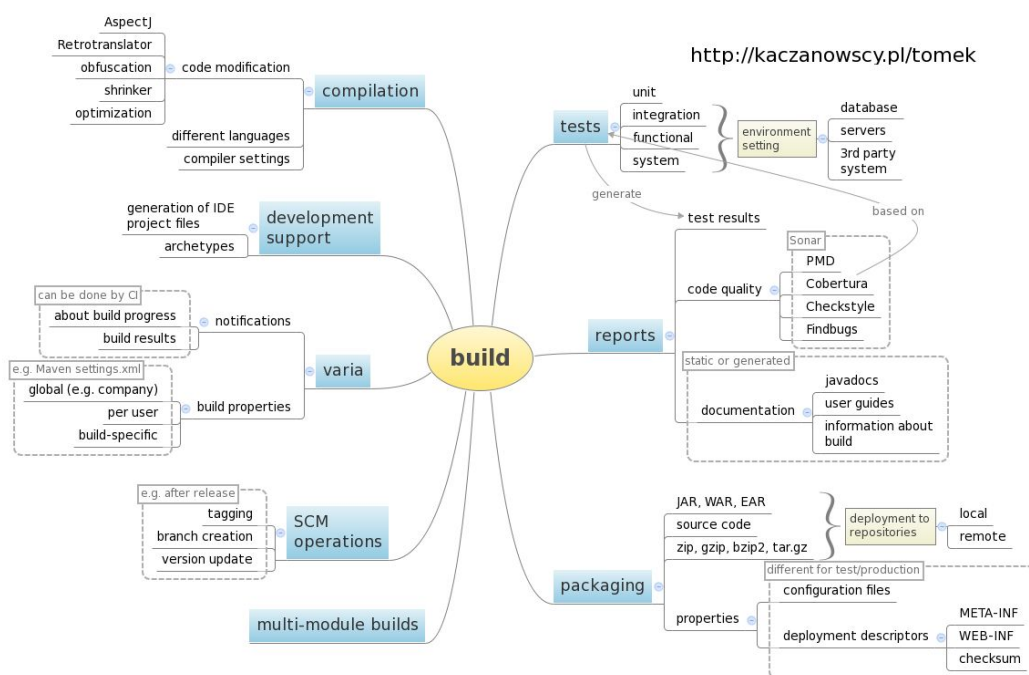 http://kaczanowscy.pl/tomek
AspectJ
Retrotranslator
obfuscation
shrinker
optimization
code modification
different languages
compiler settings
compilation
generation of IDE
project files
archetypes
development
support
can be done by CI
about build progress
build results
notifications
e.g. Maven settings.xml
global (e.g. company)
per user
build-specific
build properties
varia
e.g. after release
tagging
branch creation
version update
SCM
operations
multi-module builds
build
tests
unit
integration
functional
system
environment
setting
database
servers
3rd party
system
generate
based on
reports
test results
code quality
Sonar
PMD
Cobertura
Checkstyle
Findbugs
static or generated
documentation
javadocs
user guides
information about
build
packaging
JAR, WAR, EAR
source code
zip, gzip, bzip2, tar.gz
deployment to
repositories
local
remote
different for test/production
properties
configuration files
deployment descriptors
META-INF
WEB-INF
checksum